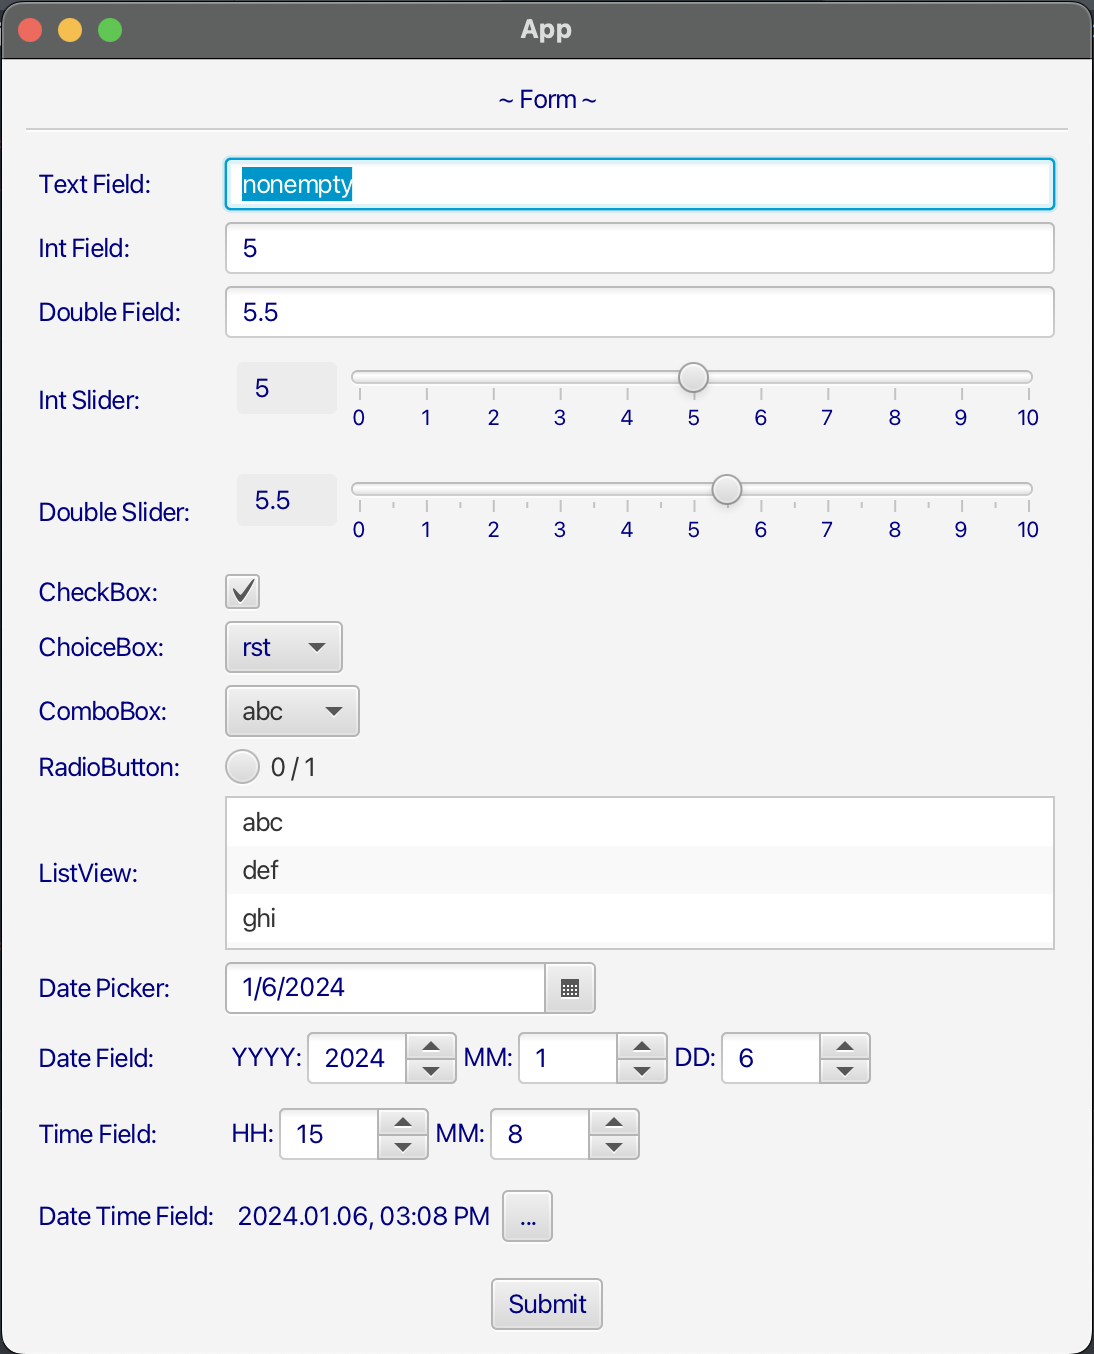 App
~ Form ~
Text Field: nonempty
Int Field: 5
Double Field: 5.5
Int Slider: 5
0 1 2 3 4 5 6 7 8 9 10
Double Slider: 5.5
0 1 2 3 4 5 6 7 8 9 10
CheckBox:
ChoiceBox: rst
ComboBox: abc
RadioButton: 0 / 1
abc
ListView: def
ghi
Date Picker: 1/6/2024
Date Field: YYYY: 2024 MM: 1 DD: 6
Time Field: HH: 15 MM: 8
Date Time Field: 2024.01.06, 03:08 PM ...
Submit